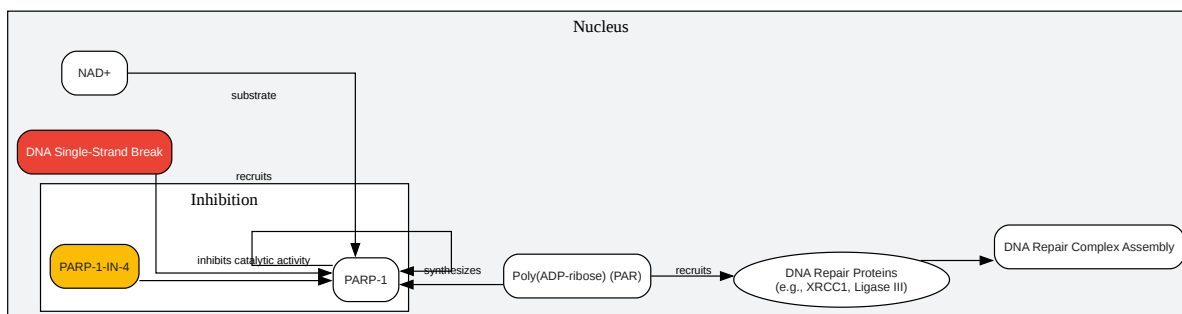 Nucleus
NAD+
substrate
DNA Single-Strand Break
recruits
Inhibition
PARP-1-IN-4
inhibits catalytic activity
PARP-1
synthesizes
Poly(ADP-ribose) (PAR)
recruits
DNA Repair Proteins
(e.g., XRCC1, Ligase III)
DNA Repair Complex Assembly